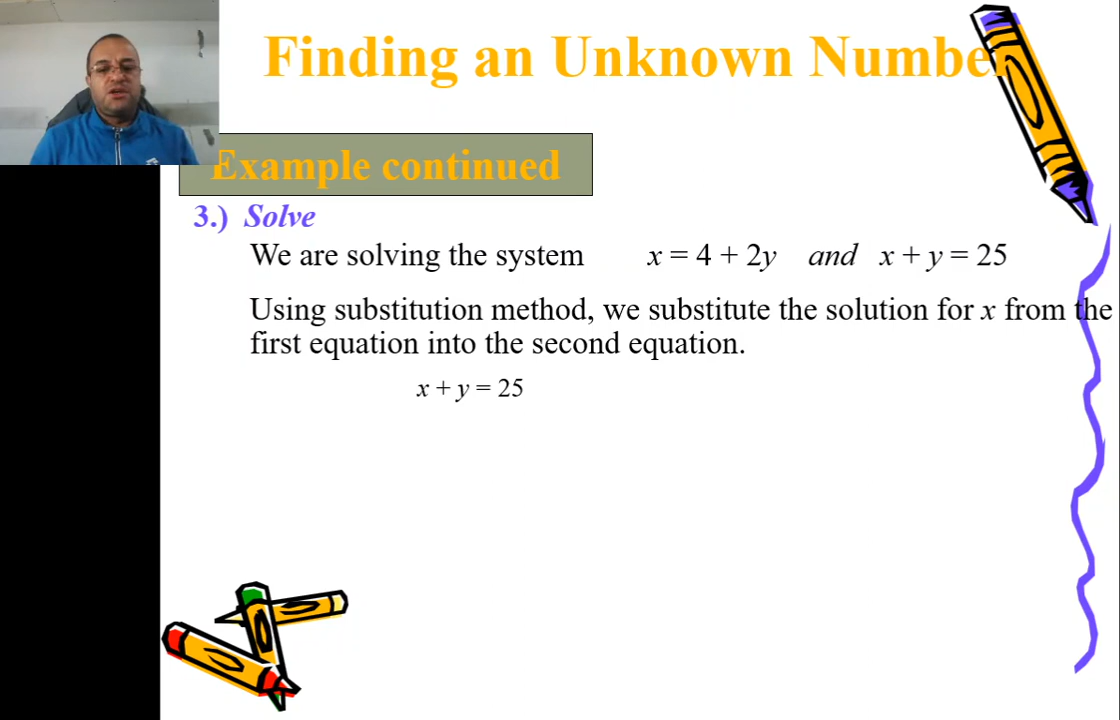 Finding an Unknown Number
Example continued
3.) Solve
We are solving the system x = 4 + 2y and x + y = 25
Using substitution method, we substitute the solution for x from the
first equation into the second equation.
x + y = 25